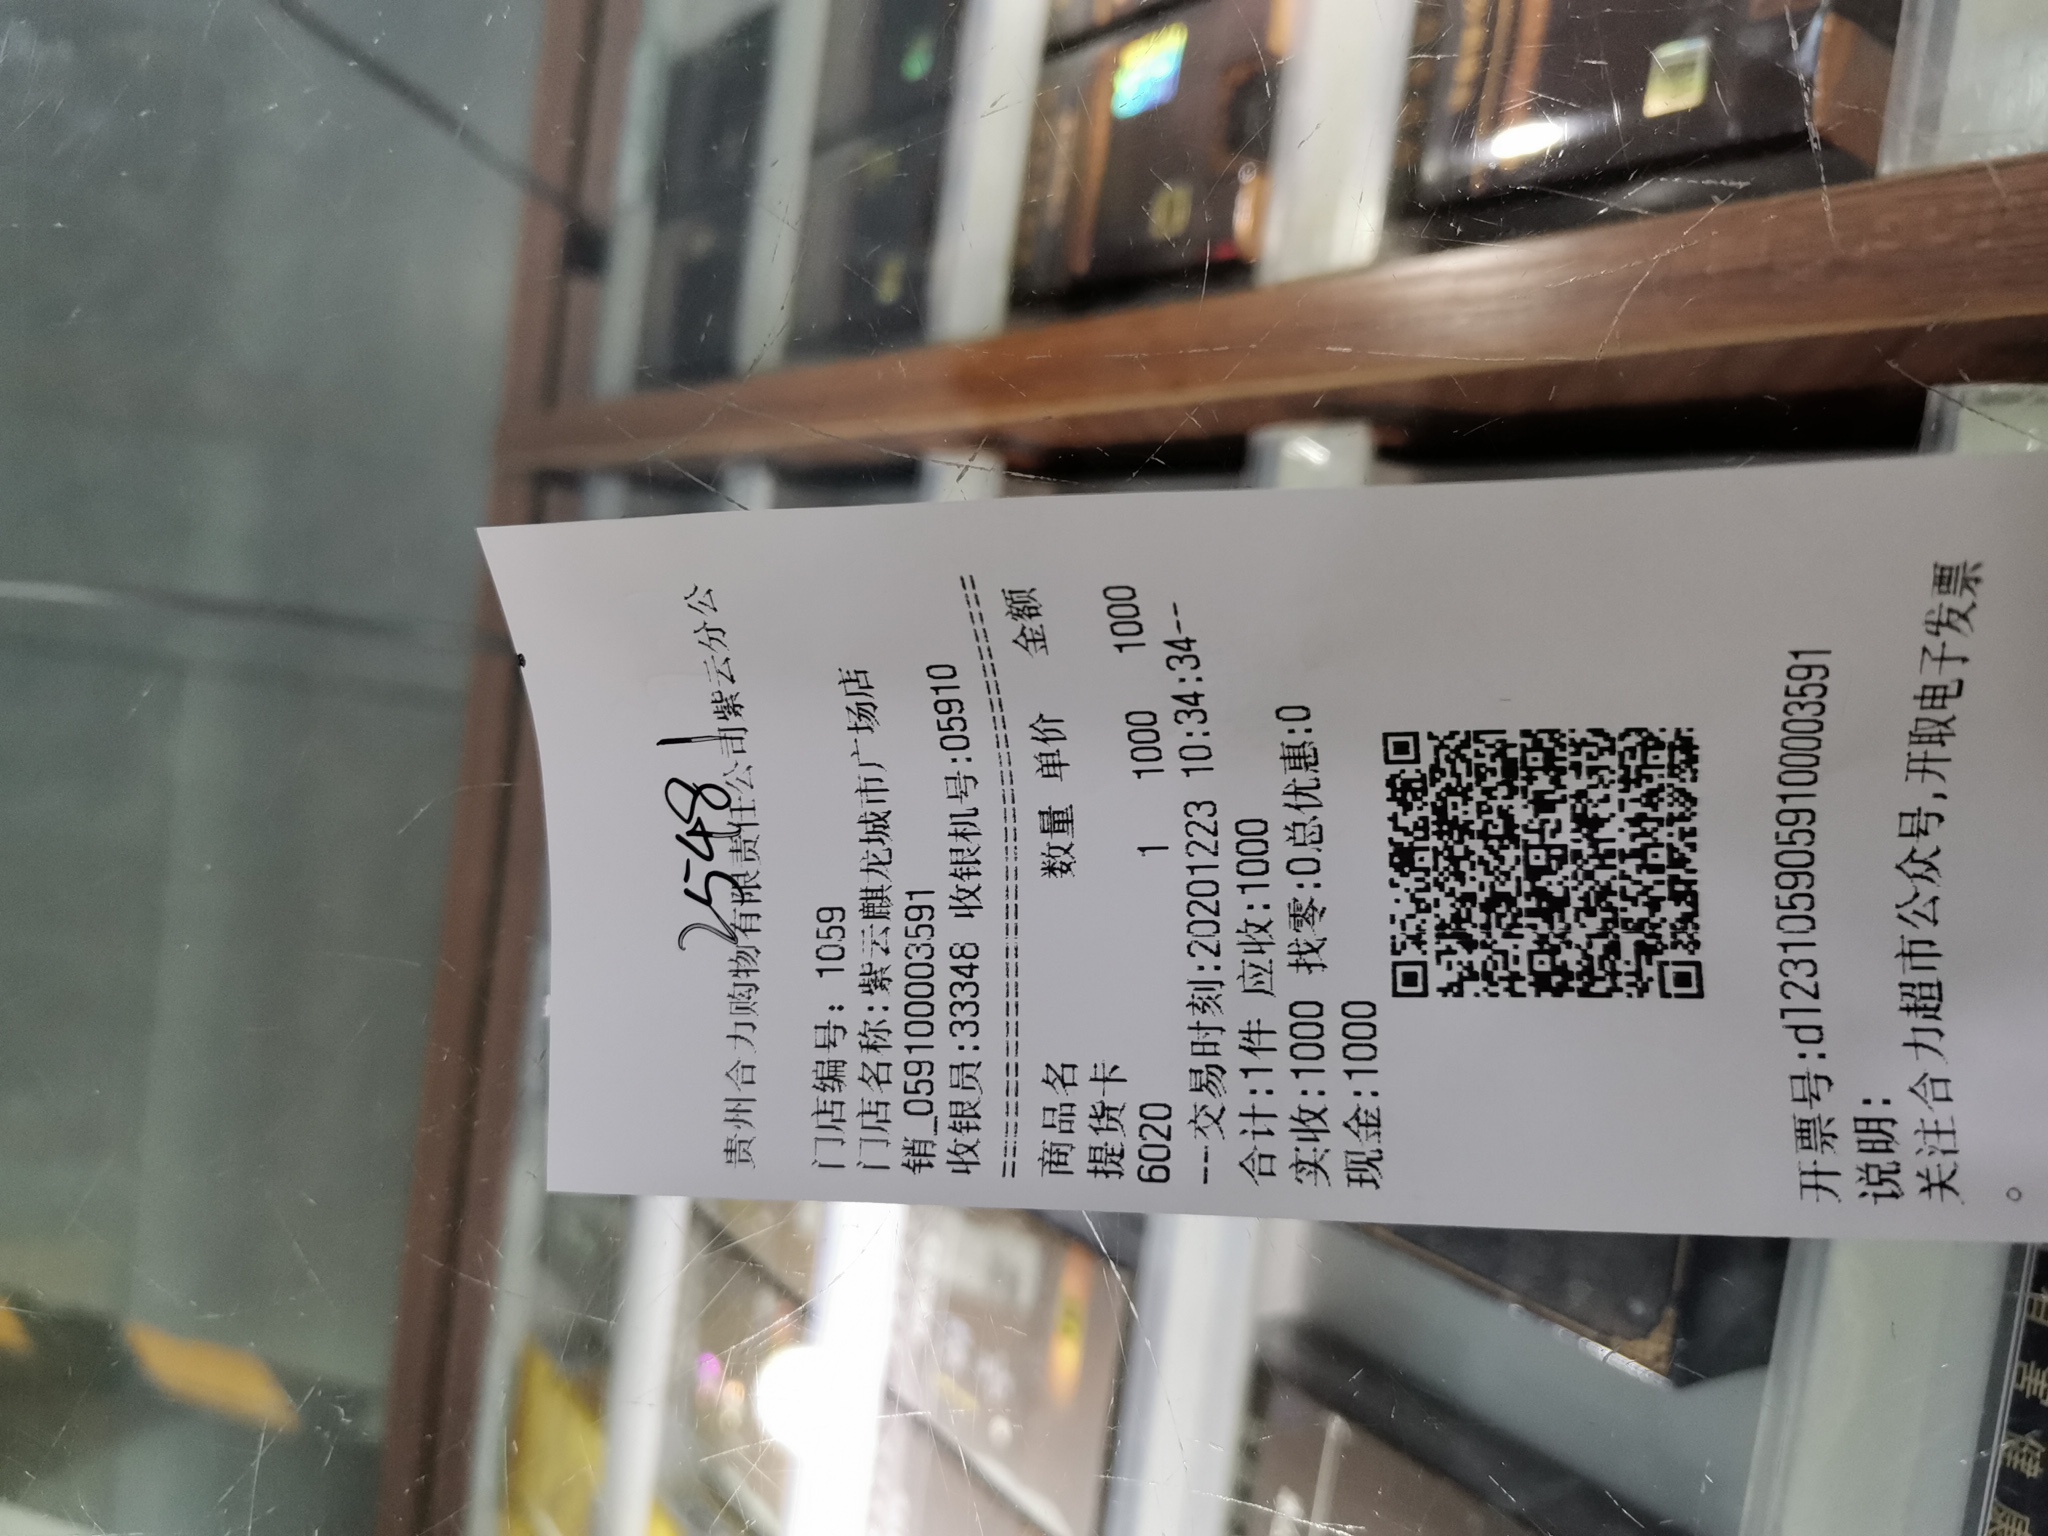 25481
贵州合力购物有限责任公司紫云分公
门店编号: 1059
门店名称:紫云麒龙城市广场店
销_0591000003591
收银员:33348 收银机号:05910
==================================
商品名 数量 单价 金额
提货卡
6020 1 1000 1000
--交易时刻:20201223 10:34:34--
合计:1件 应收:1000
实收:1000 找零:0总优惠:0
现金:1000
开票号:d12231059059100003591
说明:
关注合力超市公众号,开取电子发票
。